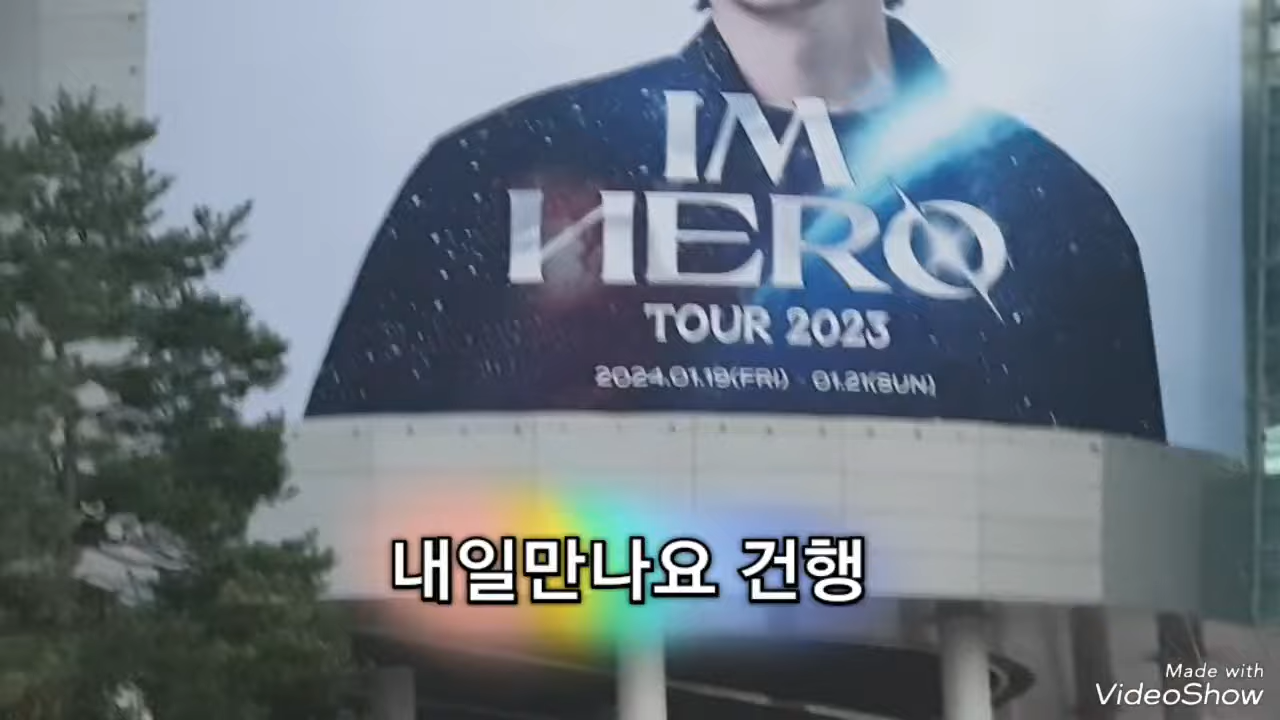 IM
HERO
TOUR 2023
2024.01.19(FRI) - 01.21(SUN)
내일만나요 건행
Made with
VideoShow